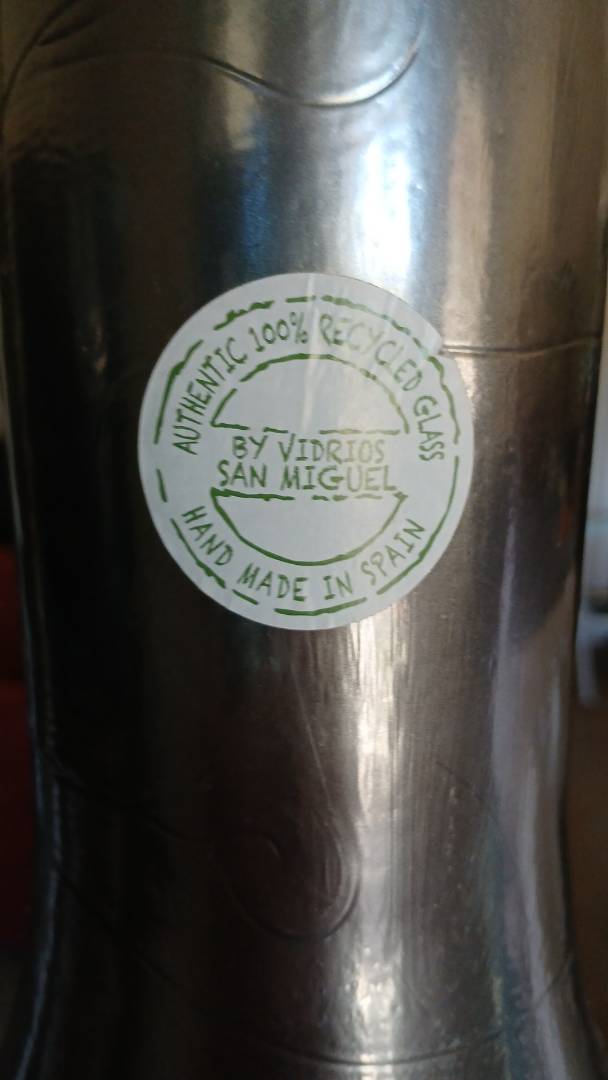 AUTHENTIC 100% RECYCLED GLASS
BY VIDRIOS
SAN MIGUEL
HAND MADE IN SPAIN